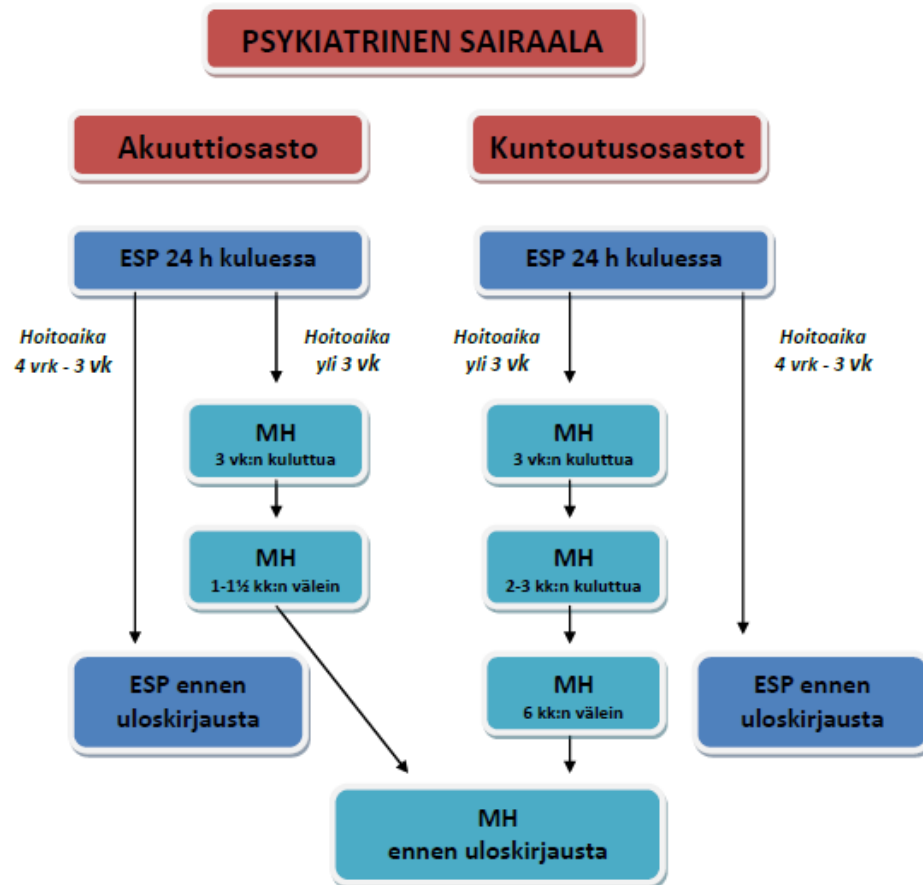 PSYKIATRINEN SAIRAALA
Akuuttiosasto
Kuntoutusosastot
ESP 24 h kuluessa
ESP 24 h kuluessa
Hoitoaika
4 vrk - 3 vk
Hoitoaika
yli 3 vk
Hoitoaika
yli 3 vk
Hoitoaika
4 vrk - 3 vk
MH
3 vk:n kuluttua
MH
3 vk:n kuluttua
MH
1-1½ kk:n välein
MH
2-3 kk:n kuluttua
ESP ennen
uloskirjausta
MH
6 kk:n välein
ESP ennen
uloskirjausta
MH
ennen uloskirjausta